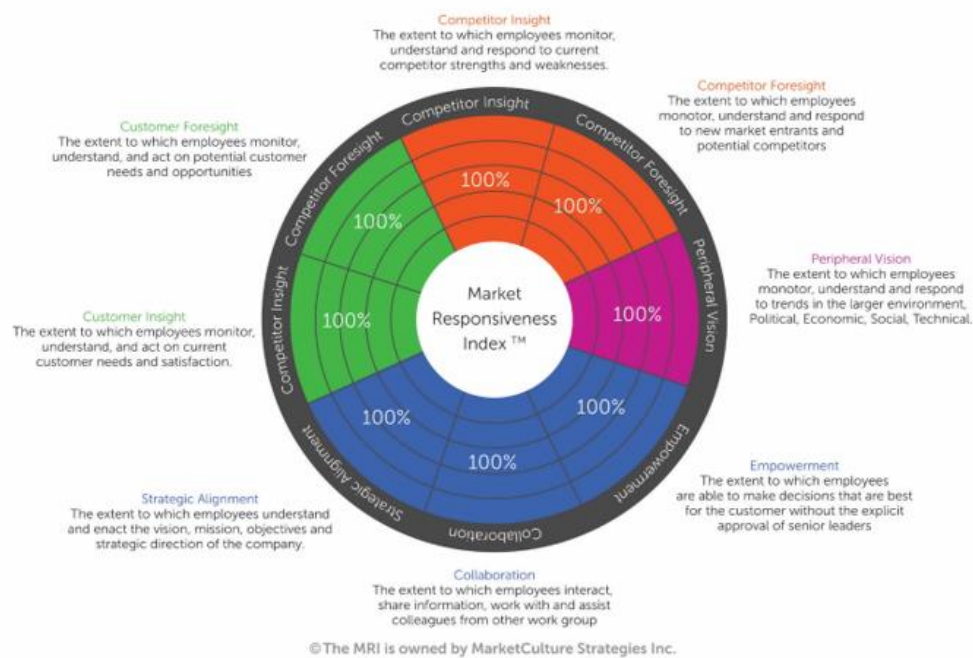 Competitor Insight
The extent to which employees monitor,
understand and respond to current
competitor strengths and weaknesses.
Competitor Foresight
The extent to which employees
monotor, understand and respond
to new market entrants and
potential competitors
Customer Foresight
The extent to which employees monitor,
understand, and act on potential customer
needs and opportunities
Competitor Insight
Competitor Foresight
Competitor Foresight
100%
100%
100%
Peripheral Vision
The extent to which employees
monotor, understand and respond
to trends in the larger environment,
Political, Economic, Social, Technical.
Peripheral Vision
100%
Market
Responsiveness
Index ™
Customer Insight
The extent to which employees monitor,
understand, and act on current
customer needs and satisfaction.
Competitor Insight
100%
100%
100%
100%
Strategic Alignment
Collaboration
Empowerment
Empowerment
The extent to which employees
are able to make decisions that are best
for the customer without the explicit
approval of senior leaders
Strategic Alignment
The extent to which employees understand
and enact the vision, mission, objectives and
strategic direction of the company.
Collaboration
The extent to which employees interact,
share information, work with and assist
colleagues from other work group
©The MRI is owned by MarketCulture Strategies Inc.